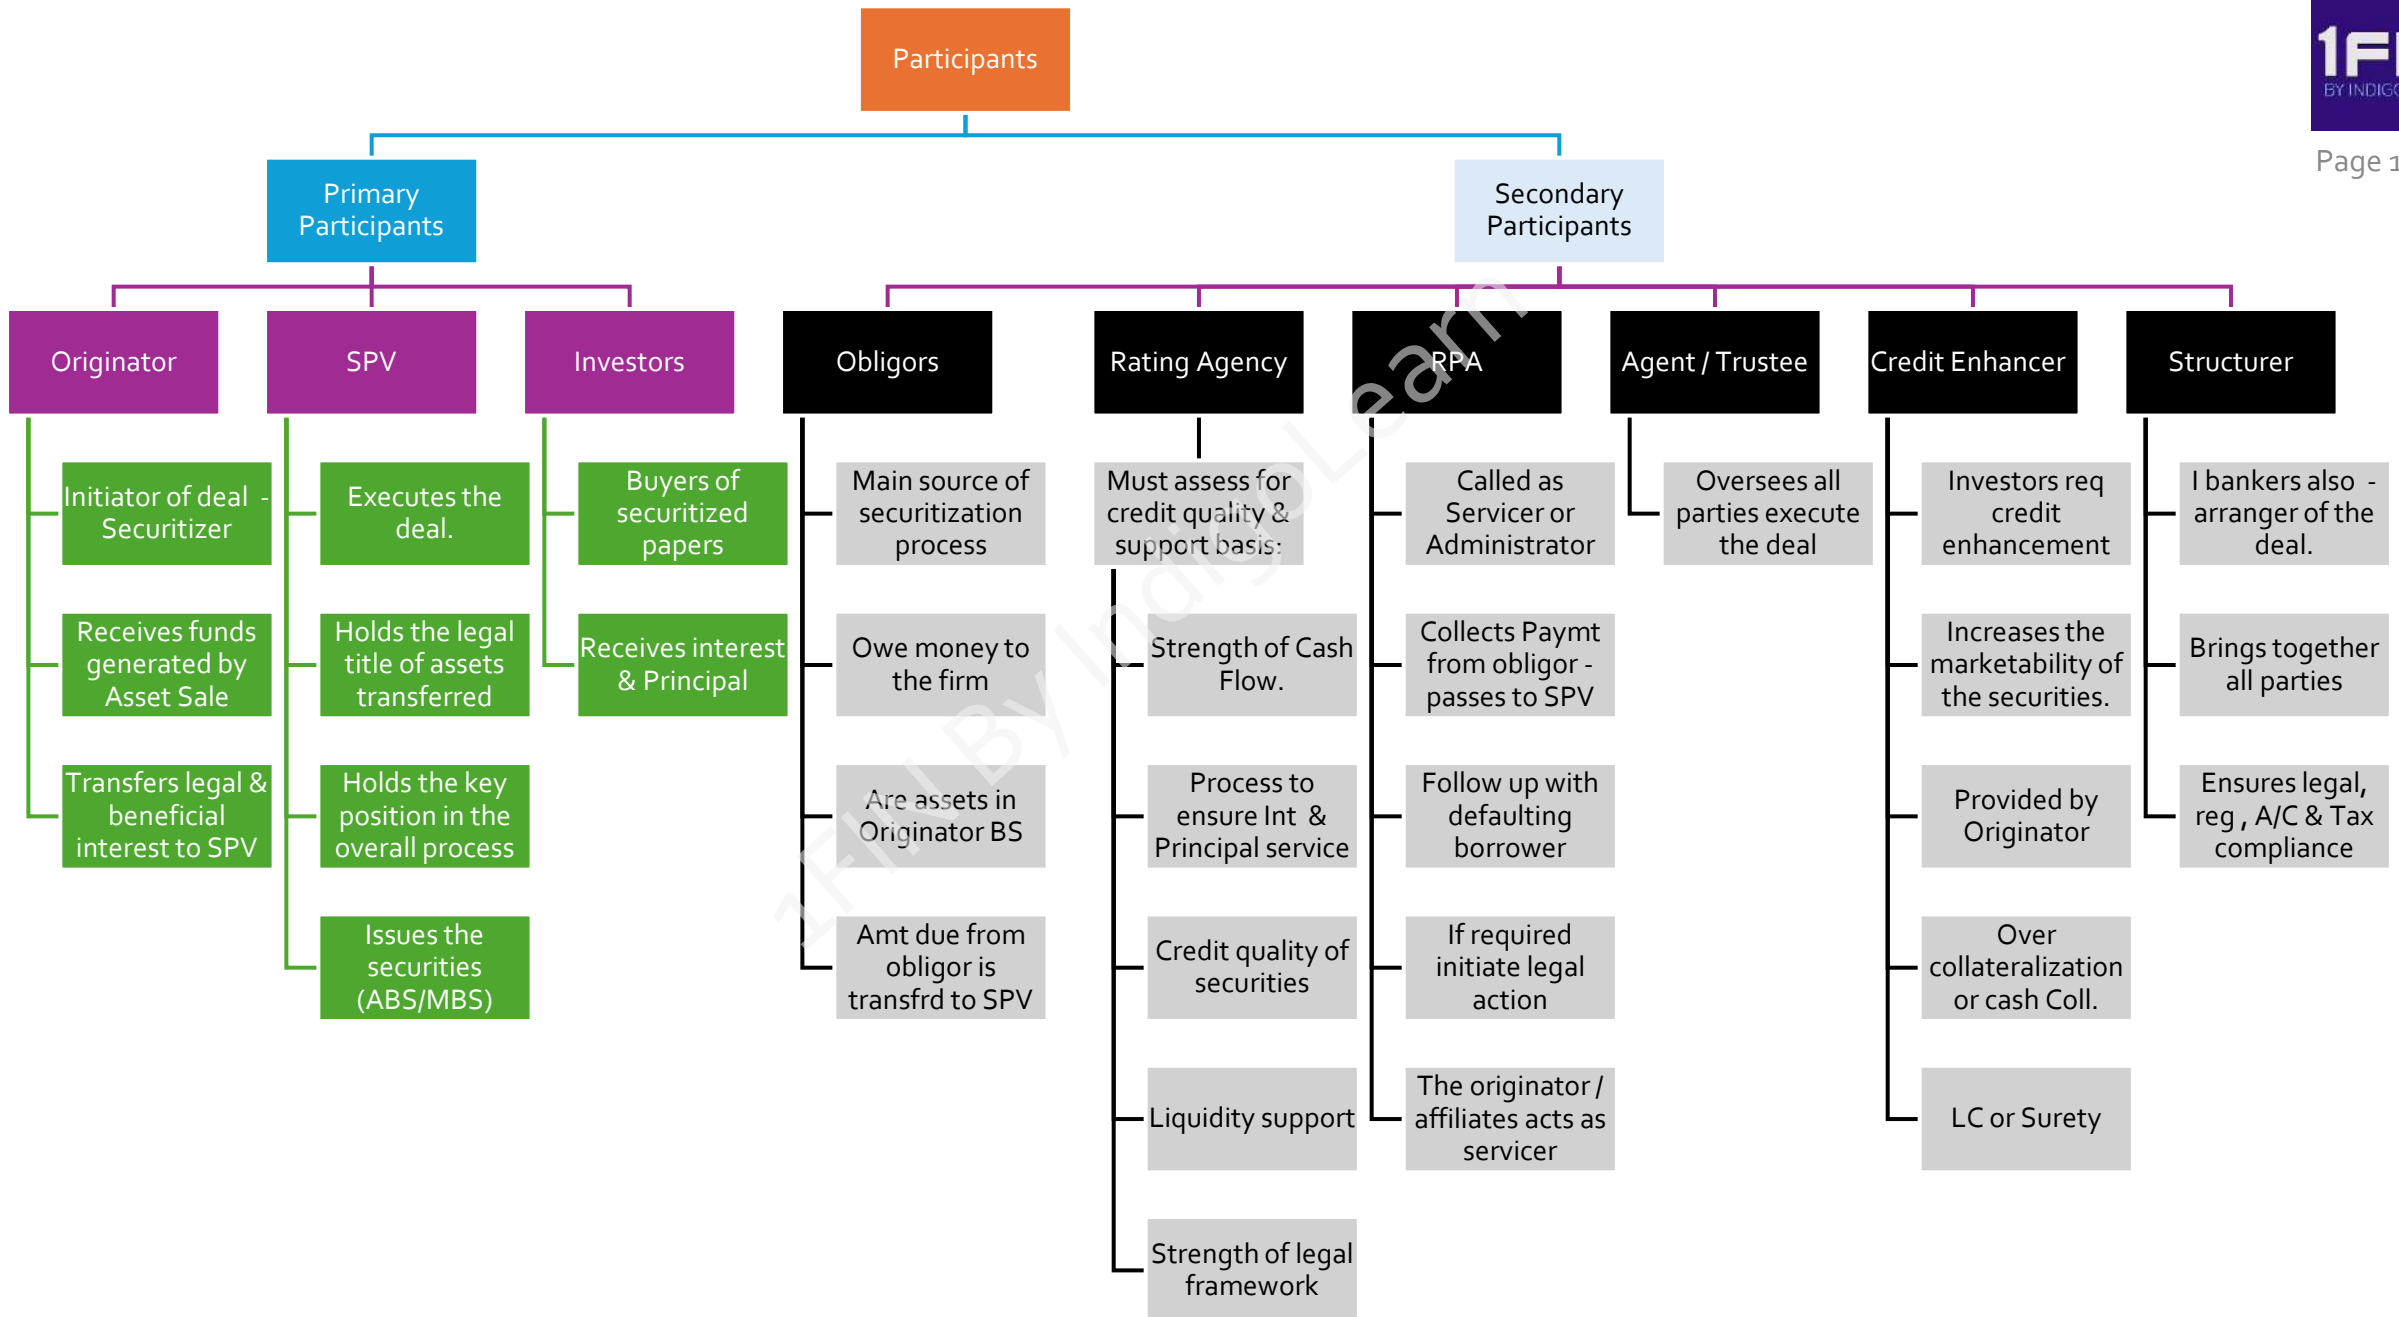 Participants
1FI
BY INDIGO
Page 1
Primary
Participants
Secondary
Participants
Originator
SPV
Investors
Obligors
Rating Agency
RPA
Agent / Trustee
Credit Enhancer
Structurer
Initiator of deal -
Securitizer
Receives funds
generated by
Asset Sale
Transfers legal &
beneficial
interest to SPV
Executes the
deal.
Holds the legal
title of assets
transferred
Holds the key
position in the
overall process
Issues the
securities
(ABS/MBS)
Buyers of
securitized
papers
Receives interest
& Principal
Main source of
securitization
process
Owe money to
the firm
Are assets in
Originator BS
Amt due from
obligor is
transfrd to SPV
Must assess for
credit quality &
support basis:
Strength of Cash
Flow.
Process to
ensure Int &
Principal service
Credit quality of
securities
Liquidity support
Strength of legal
framework
Called as
Servicer or
Administrator
Collects Paymt
from obligor -
passes to SPV
Follow up with
defaulting
borrower
If required
initiate legal
action
The originator /
affiliates acts as
servicer
Oversees all
parties execute
the deal
Investors req
credit
enhancement
Increases the
marketability of
the securities.
Provided by
Originator
Over
collateralization
or cash Coll.
LC or Surety
I bankers also -
arranger of the
deal.
Brings together
all parties
Ensures legal,
reg , A/C & Tax
compliance
1FIN By IndigoLearn